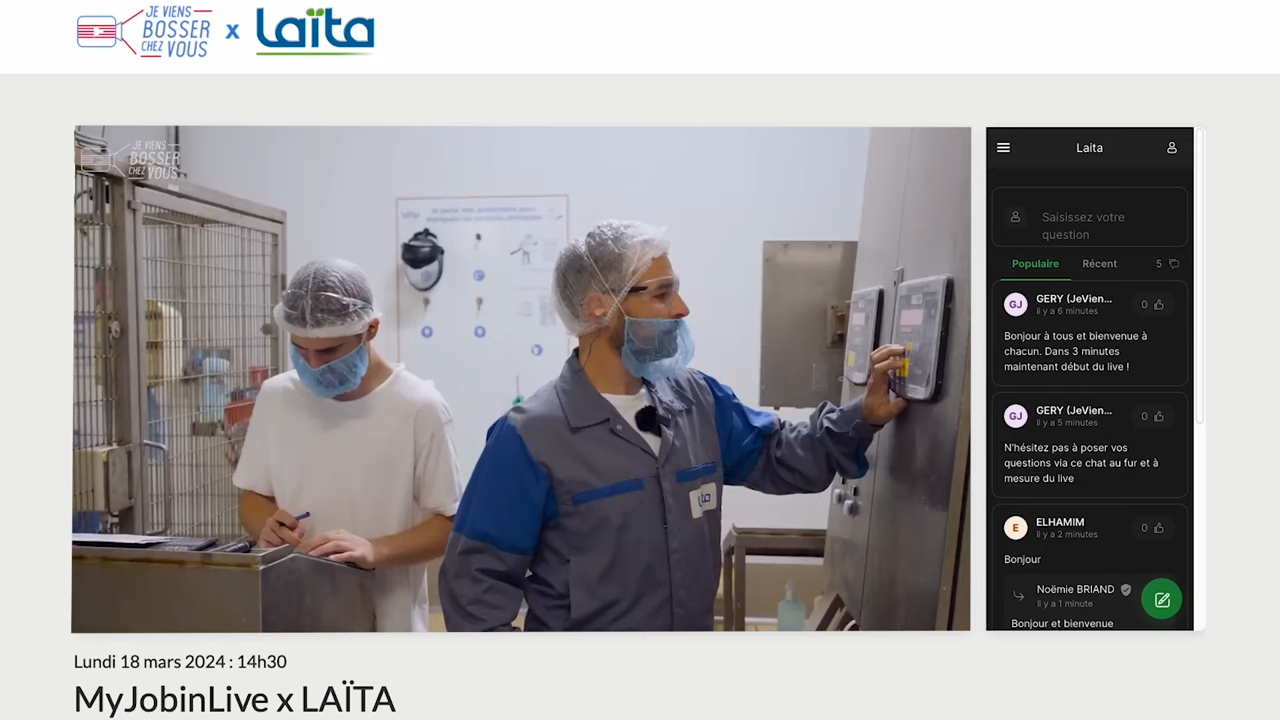 JE VIENS
BOSSER
CHEZ VOUS
x
Laïta
JE VIENS
BOSSER
CHEZ VOUS
Laïta
Laita
Saisissez votre
question
Populaire
Récent
5
GJ
GERY (JeVien...
il y a 6 minutes
0
Bonjour à tous et bienvenue à
chacun. Dans 3 minutes
maintenant début du live !
GJ
GERY (JeVien...
il y a 5 minutes
0
N'hésitez pas à poser vos
questions via ce chat au fur et à
mesure du live
E
ELHAMIM
il y a 2 minutes
0
Bonjour
Noëmie BRIAND
il y a 1 minute
Bonjour et bienvenue
Lundi 18 mars 2024 : 14h30
MyJobinLive x LAÏTA